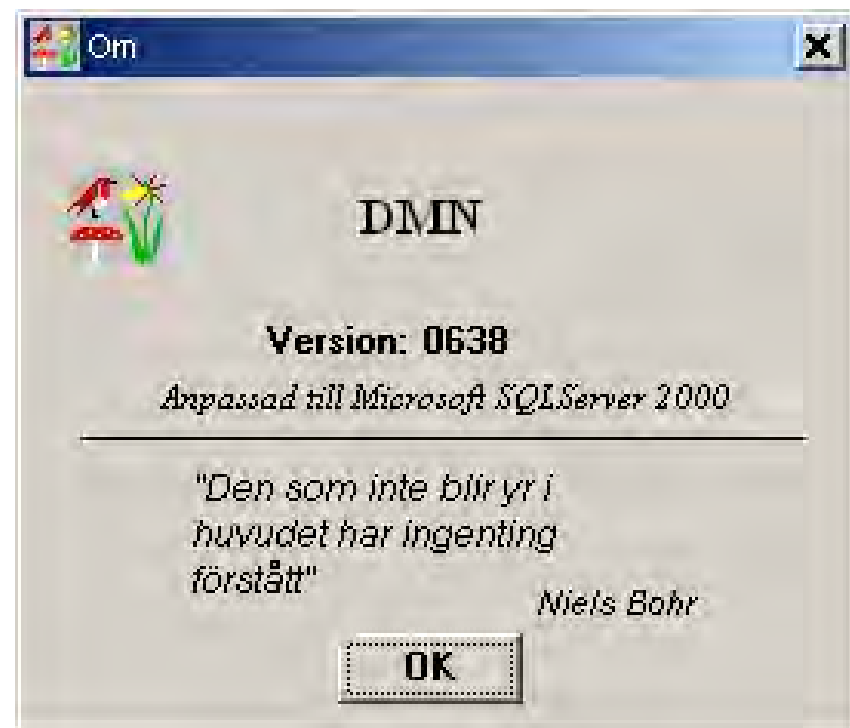 Om
DMN
Version: 0638
Anpassad till Microsoft SQLServer 2000
"Den som inte blir yr i
huvudet har ingenting
förstått"
Niels Bohr
OK